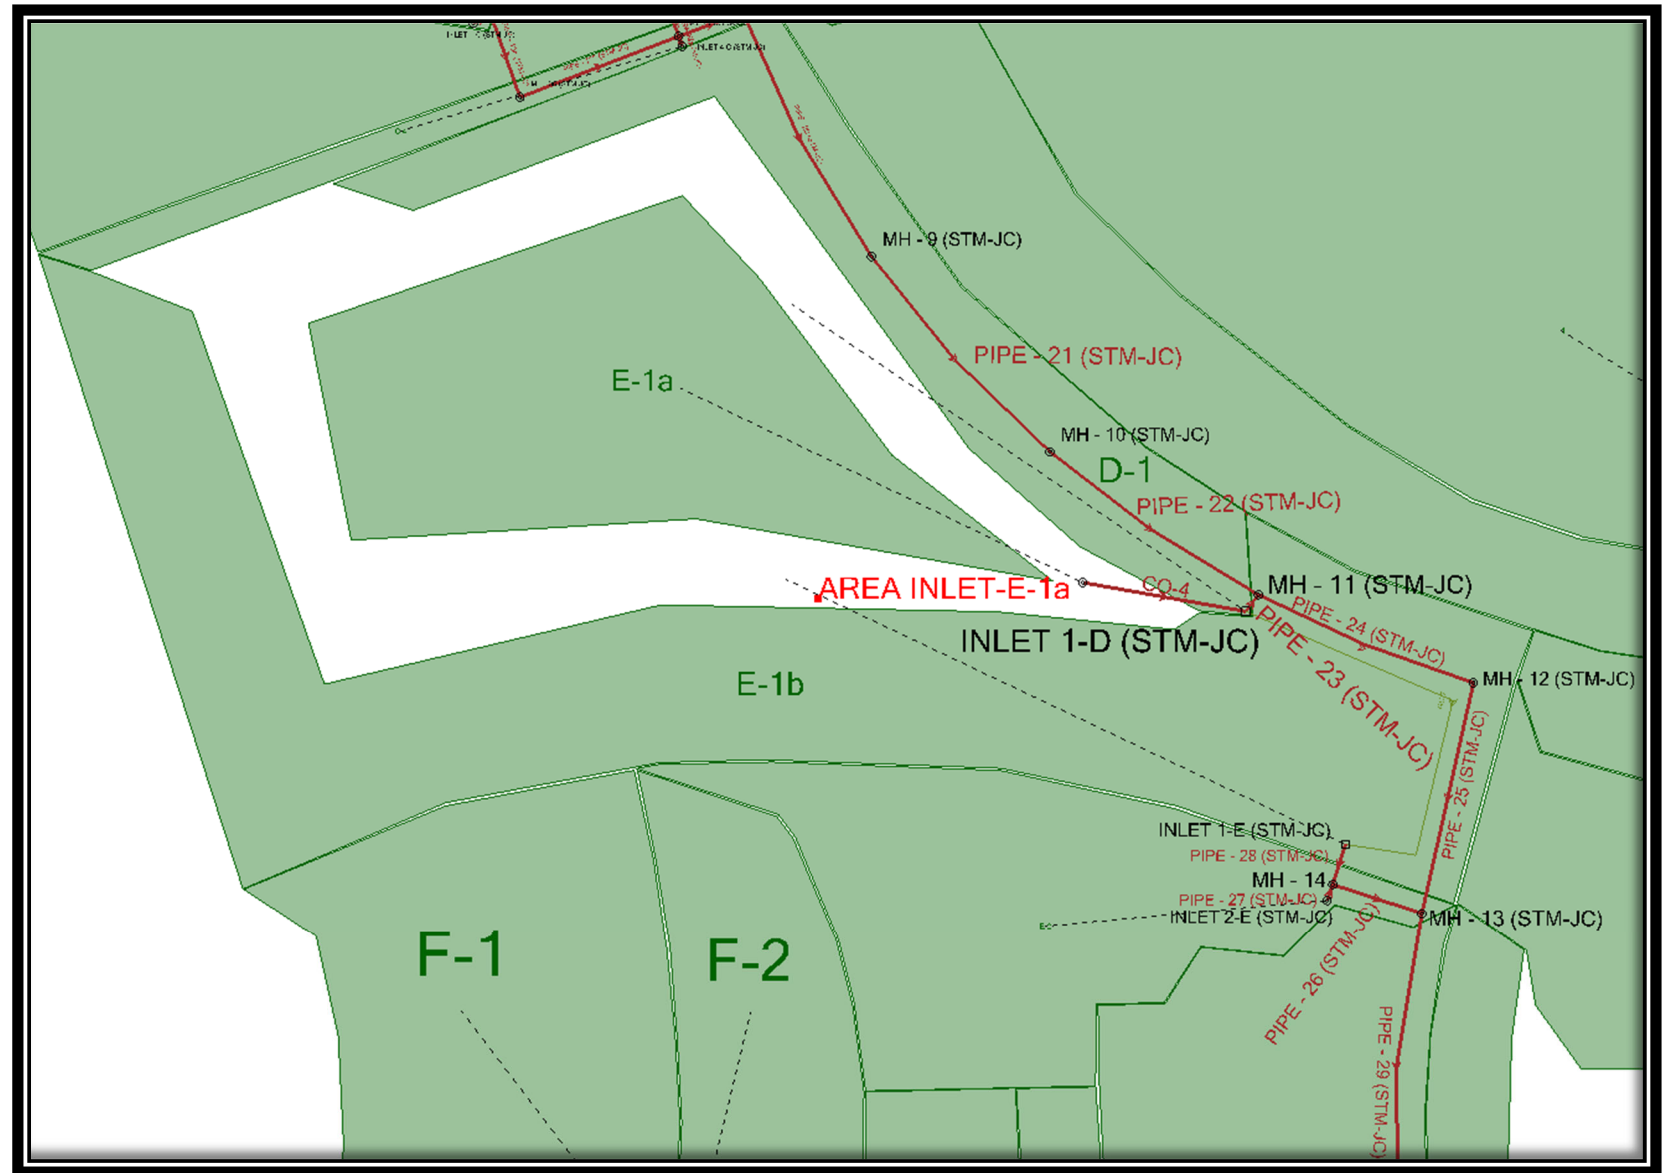 MH - 9 (STM-JC)
PIPE - 21 (STM-JC)
E-1a
MH - 10 (STM-JC)
D-1
PIPE - 22 (STM-JC)
AREA INLET-E-1a
CO-4
MH - 11 (STM-JC)
PIPE - 24 (STM-JC)
INLET 1-D (STM-JC)
PIPE - 23 (STM-JC)
MH - 12 (STM-JC)
E-1b
PIPE - 25 (STM-JC)
INLET 1-E (STM-JC)
PIPE - 28 (STM-JC)
MH - 14
PIPE - 27 (STM-JC)
INLET 2-E (STM-JC)
MH - 13 (STM-JC)
F-1
F-2
PIPE - 26 (STM-JC)
PIPE - 29 (STM-JC)